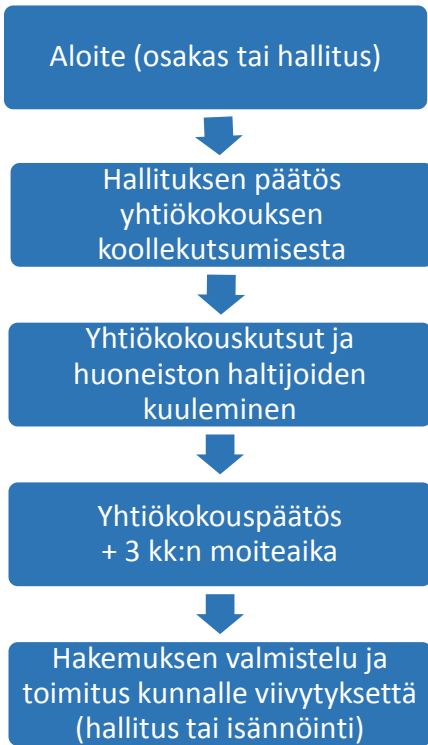 Aloite (osakas tai hallitus)
Hallituksen päätös
yhtiökokouksen
koollekutsumisesta
Yhtiökokouskutsut ja
huoneiston haltijoiden
kuuleminen
Yhtiökokouspäätös
+ 3 kk:n moiteaika
Hakemuksen valmistelu ja
toimitus kunnalle viivytyksettä
(hallitus tai isännöinti)